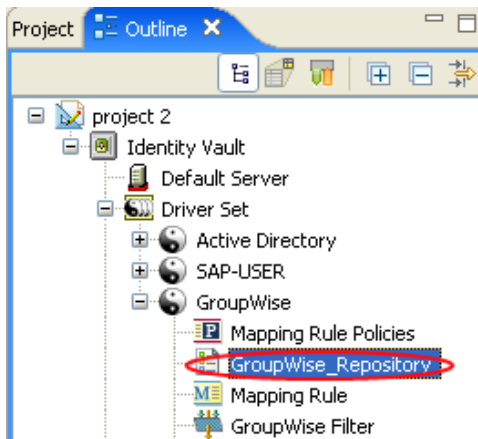 Project Outline
project 2
Identity Vault
Default Server
Driver Set
Active Directory
SAP-USER
GroupWise
P Mapping Rule Policies
GroupWise_Repository
M Mapping Rule
GroupWise Filter